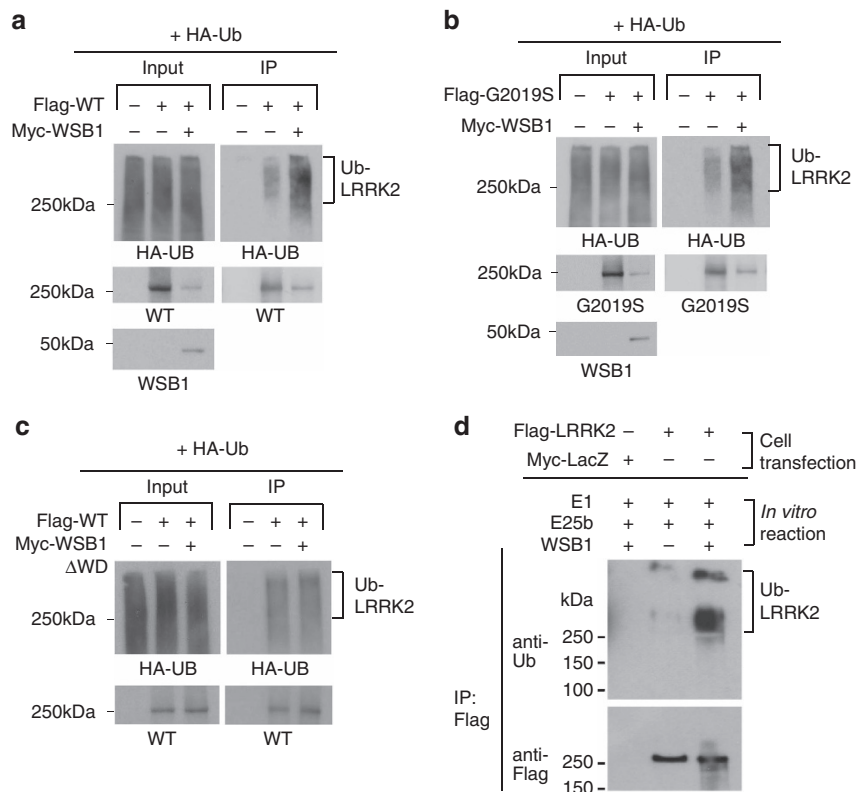 a
+ HA-Ub
Input IP
Flag-WT − + + − + +
Myc-WSB1 − − + − − +
250kDa
Ub-
LRRK2
HA-UB HA-UB
250kDa
WT WT
50kDa
WSB1
b
+ HA-Ub
Input IP
Flag-G2019S − + + − + +
Myc-WSB1 − − + − − +
250kDa
Ub-
LRRK2
HA-UB HA-UB
250kDa
G2019S G2019S
50kDa
WSB1
c
+ HA-Ub
Input IP
Flag-WT − + + − + +
Myc-WSB1 − − + − − +
ΔWD
250kDa
Ub-
LRRK2
HA-UB HA-UB
250kDa
WT WT
d
Flag-LRRK2 − + +
Myc-LacZ + − −
Cell
transfection
E1 + + +
E25b + + +
WSB1 + − +
In vitro
reaction
kDa
Ub-
LRRK2
anti-
Ub
250
150
100
IP:
Flag
anti-
Flag
250
150